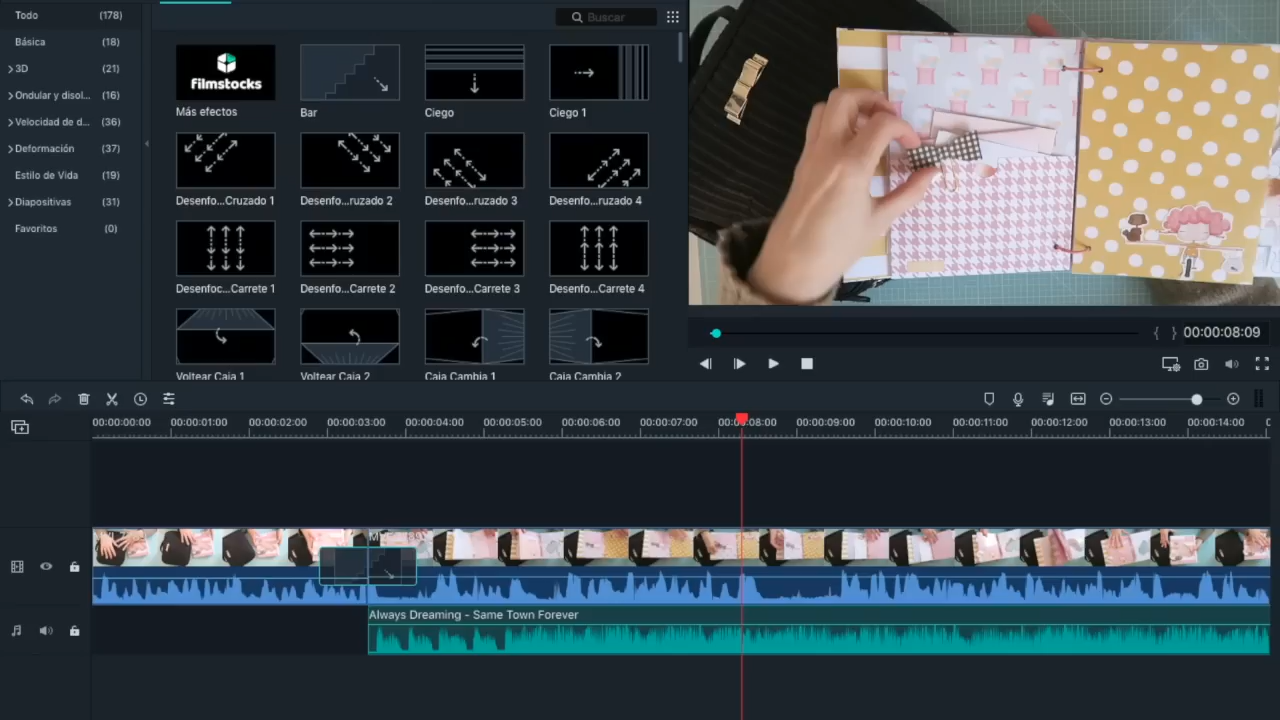 Todo (178)
Básica (18)
3D (21)
Ondular y disol... (16)
Velocidad de d... (36)
Deformación (37)
Estilo de Vida (19)
Diapositivas (31)
Favoritos (0)
Buscar
filmstocks
Más efectos
Bar
Ciego
Ciego 1
Desenfo...Cruzado 1
Desenfo...ruzado 2
Desenfo...ruzado 3
Desenfo...ruzado 4
Desenfoc...Carrete 1
Desenfo...Carrete 2
Desenfo...Carrete 3
Desenfo...Carrete 4
Voltear Caja 1
Voltear Caja 2
Caja Cambia 1
Caja Cambia 2
{ } 00:00:08:09
00:00:00:00 00:00:01:00 00:00:02:00 00:00:03:00 00:00:04:00 00:00:05:00 00:00:06:00 00:00:07:00 00:00:08:00 00:00:09:00 00:00:10:00 00:00:11:00 00:00:12:00 00:00:13:00 00:00:14:00
Always Dreaming - Same Town Forever